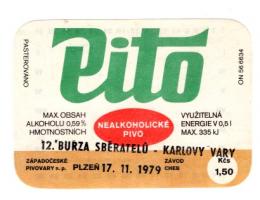 PASTEROVÁNO
Pito
ON 56 6634
MAX. OBSAH
ALKOHOLU 0,59 %
HMOTNOSTNÍCH
NEALKOHOLICKÉ
PIVO
VYUŽITELNÁ
ENERGIE V 0,5 l
MAX. 335 kJ
12. BURZA SBĚRATELŮ - KARLOVY VARY
ZÁPADOČESKÉ
PIVOVARY s. p.
PLZEŇ 17. 11. 1979
ZÁVOD
CHEB
Kčs
1,50